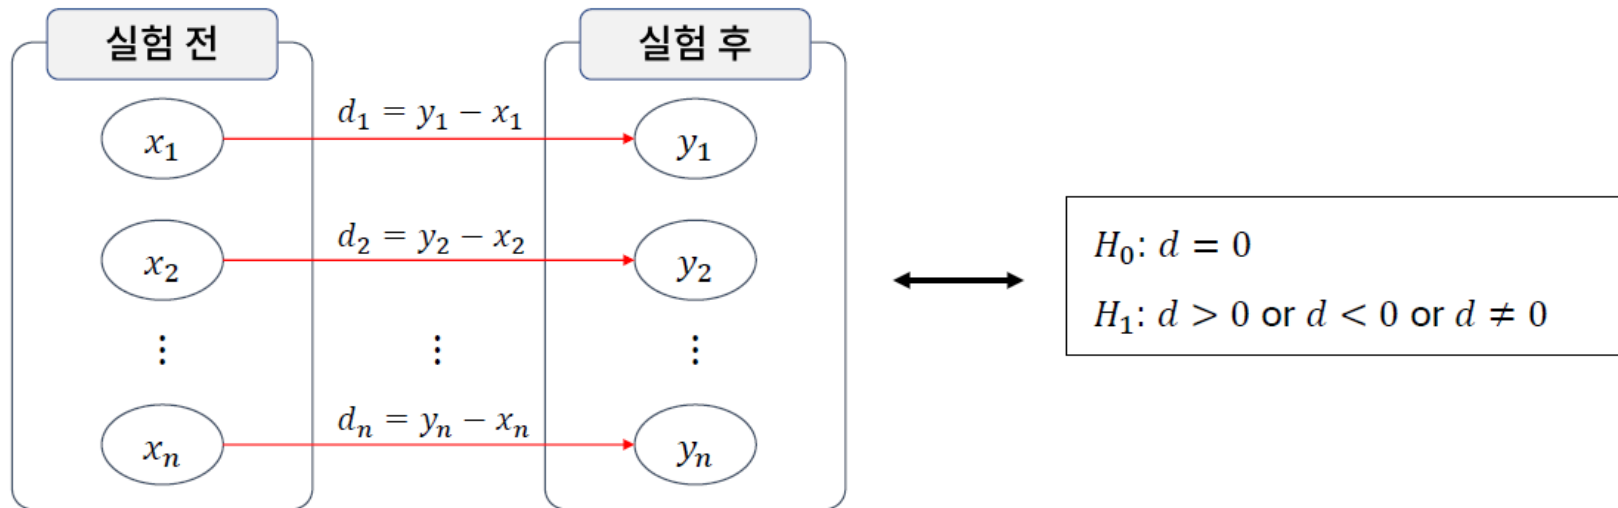 실험 전
실험 후
x₁
d₁ = y₁ − x₁
y₁
x₂
d₂ = y₂ − x₂
y₂
⋮ ⋮ ⋮
xₙ
dₙ = yₙ − xₙ
yₙ
H₀: d = 0
H₁: d > 0 or d < 0 or d ≠ 0